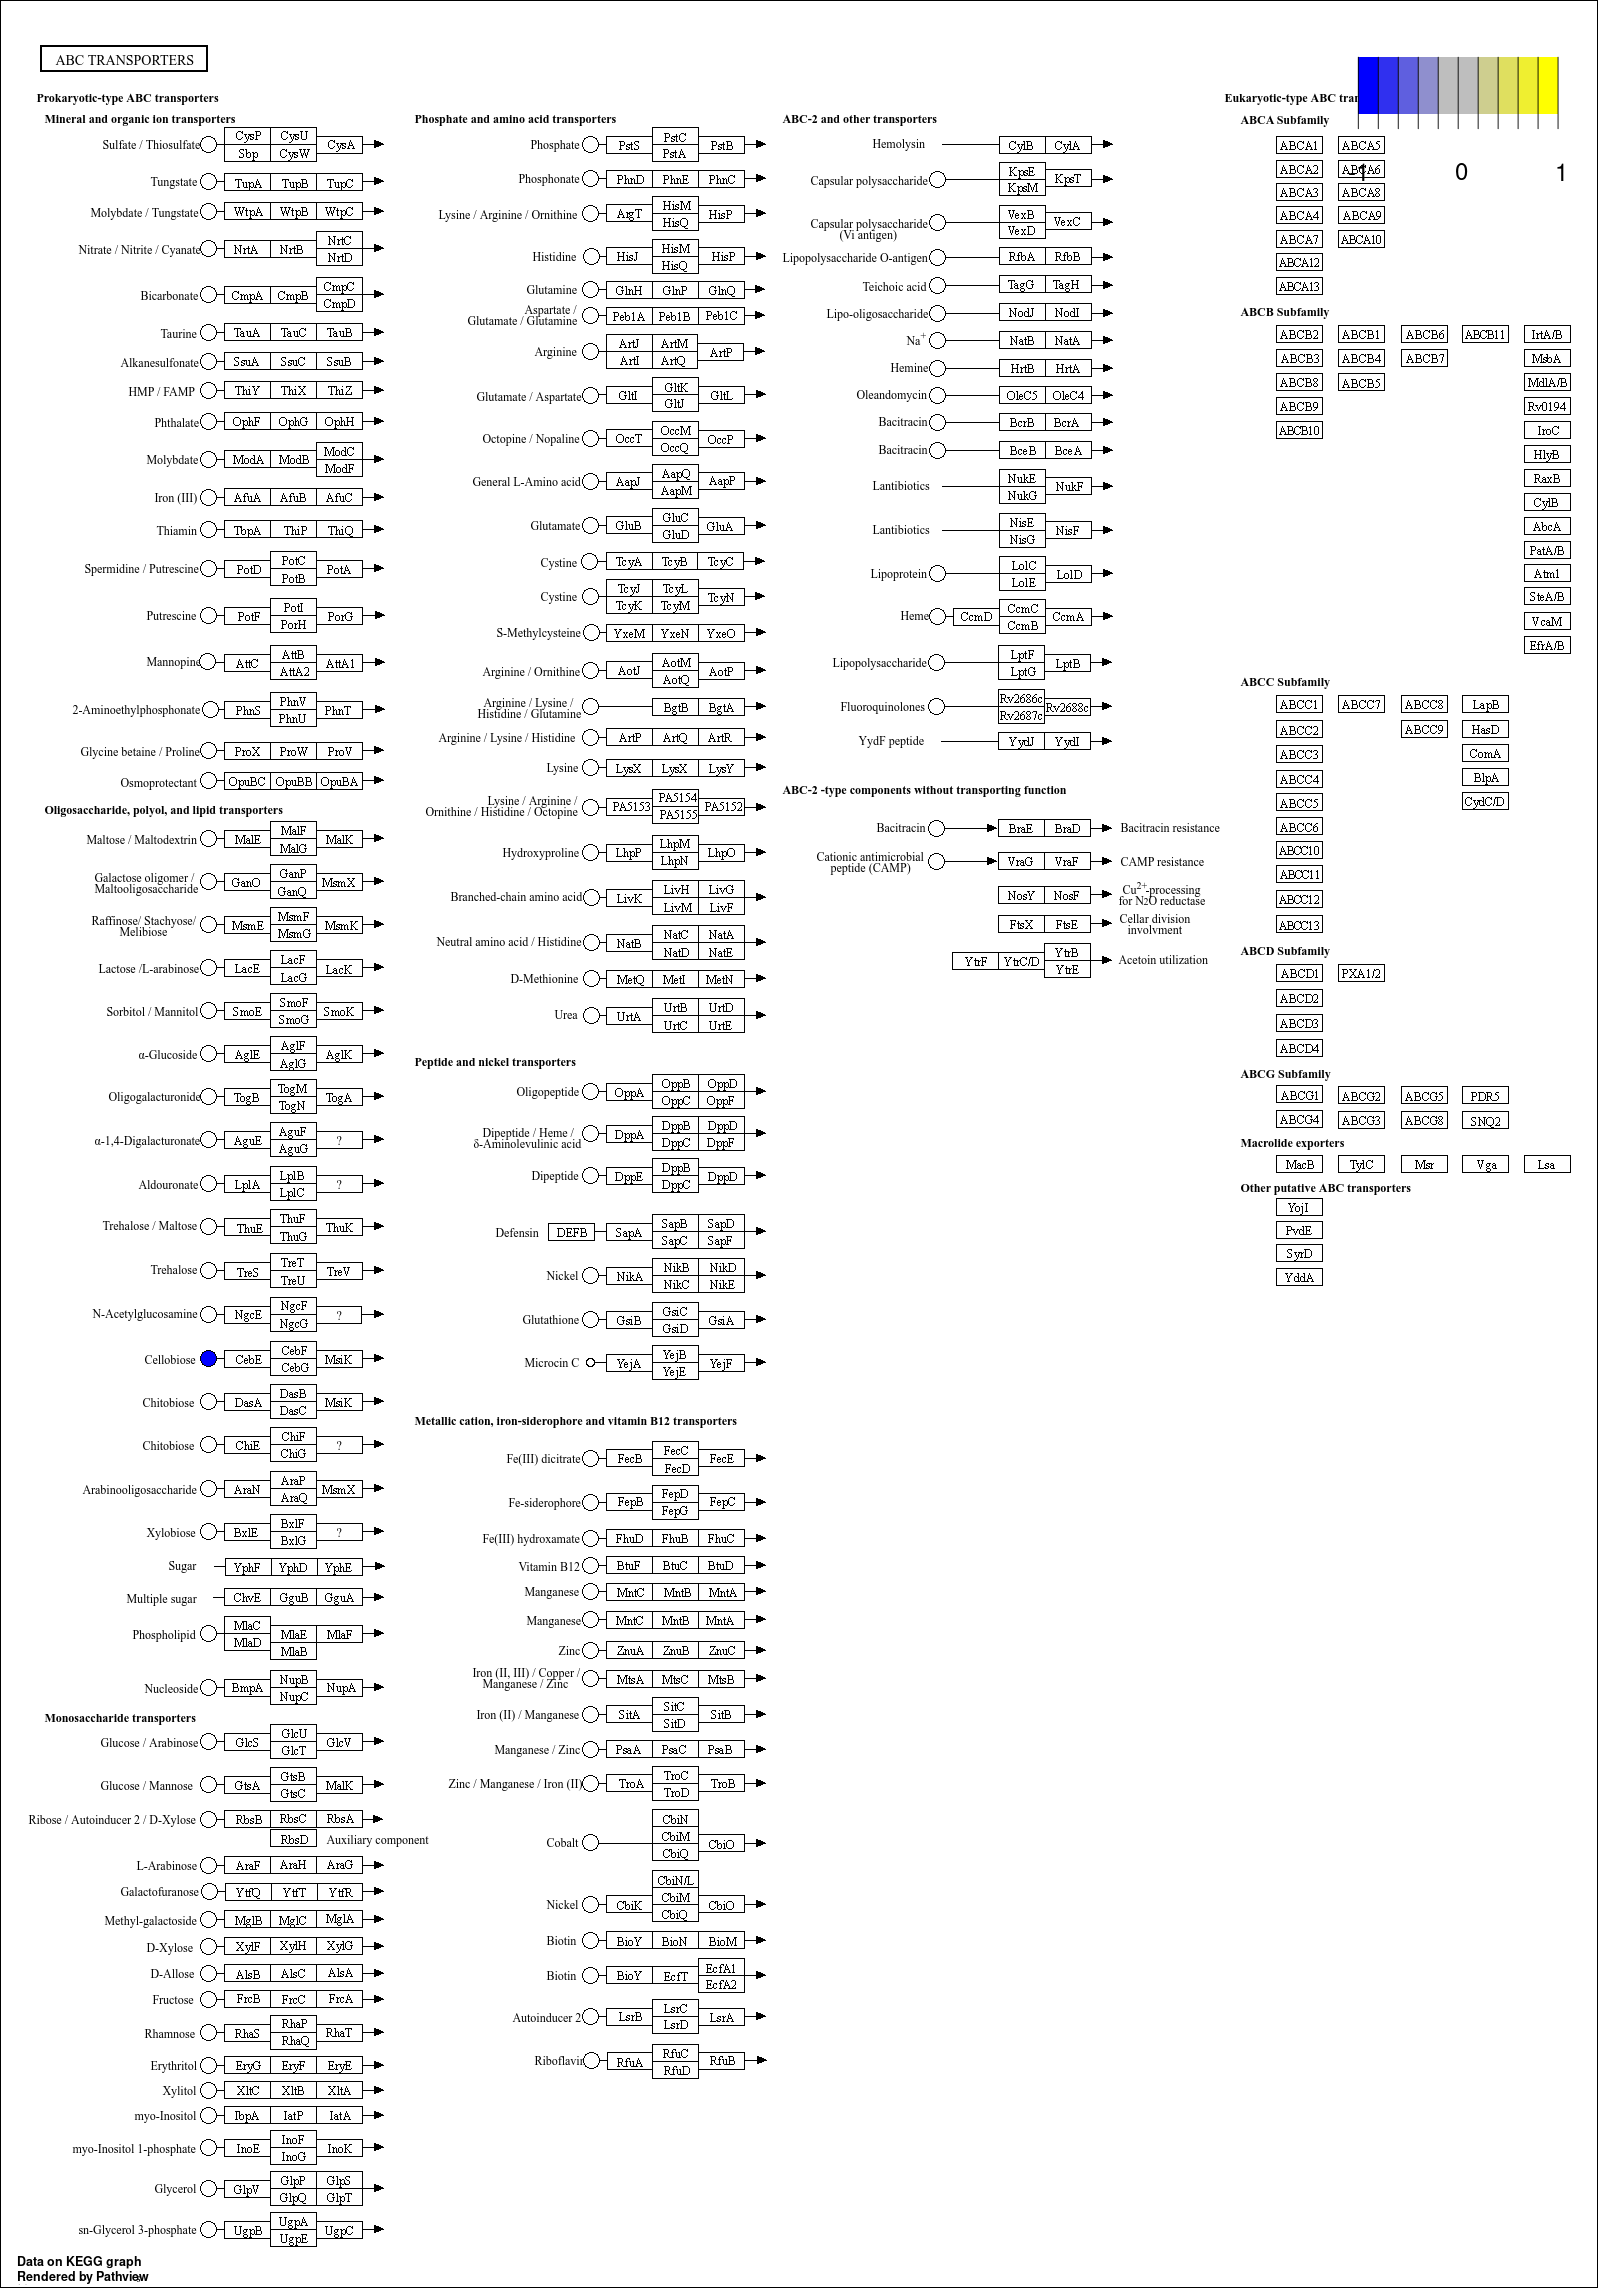 ABC TRANSPORTERS
Prokaryotic-type ABC transporters
Mineral and organic ion transporters
Sulfate / Thiosulfate CysP CysU CysA
Sbp CysW
Tungstate TupA TupB TupC
Molybdate / Tungstate WtpA WtpB WtpC
Nitrate / Nitrite / Cyanate NrtA NrtB NrtC
NrtD
Bicarbonate CmpA CmpB CmpC
CmpD
Taurine TauA TauC TauB
Alkanesulfonate SsuA SsuC SsuB
HMP / FAMP ThiY ThiX ThiZ
Phthalate OphF OphG OphH
Molybdate ModA ModB ModC
ModF
Iron (III) AfuA AfuB AfuC
Thiamin TbpA ThiP ThiQ
Spermidine / Putrescine PotD PotC PotA
PotB
Putrescine PotF PotI PorG
PorH
Mannopine AttC AttB AttA1
AttA2
2-Aminoethylphosphonate PhnS PhnV PhnT
PhnU
Glycine betaine / Proline ProX ProW ProV
Osmoprotectant OpuBC OpuBB OpuBA
Oligosaccharide, polyol, and lipid transporters
Maltose / Maltodextrin MalE MalF MalK
MalG
Galactose oligomer /
Maltooligosaccharide GanO GanP MsmX
GanQ
Raffinose/ Stachyose/
Melibiose MsmE MsmF MsmK
MsmG
Lactose /L-arabinose LacE LacF LacK
LacG
Sorbitol / Mannitol SmoE SmoF SmoK
SmoG
α-Glucoside AglE AglF AglK
AglG
Oligogalacturonide TogB TogM TogA
TogN
α-1,4-Digalacturonate AguE AguF ?
AguG
Aldouronate LplA LplB ?
LplC
Trehalose / Maltose ThuE ThuF ThuK
ThuG
Trehalose TreS TreT TreV
TreU
N-Acetylglucosamine NgcE NgcF ?
NgcG
Cellobiose CebE CebF MsiK
CebG
Chitobiose DasA DasB MsiK
DasC
Chitobiose ChiE ChiF ?
ChiG
Arabinooligosaccharide AraN AraP MsmX
AraQ
Xylobiose BxlE BxlF ?
BxlG
Sugar YphF YphD YphE
Multiple sugar ChvE GguB GguA
Phospholipid MlaC MlaE MlaF
MlaD MlaB
Nucleoside BmpA NupB NupA
NupC
Monosaccharide transporters
Glucose / Arabinose GlcS GlcU GlcV
GlcT
Glucose / Mannose GtsA GtsB MalK
GtsC
Ribose / Autoinducer 2 / D-Xylose RbsB RbsC RbsA
RbsD Auxiliary component
L-Arabinose AraF AraH AraG
Galactofuranose YtfQ YtfT YtfR
Methyl-galactoside MglB MglC MglA
D-Xylose XylF XylH XylG
D-Allose AlsB AlsC AlsA
Fructose FrcB FrcC FrcA
Rhamnose RhaS RhaP RhaT
RhaQ
Erythritol EryG EryF EryE
Xylitol XltC XltB XltA
myo-Inositol IbpA IatP IatA
myo-Inositol 1-phosphate InoE InoF InoK
InoG
Glycerol GlpV GlpP GlpS
GlpQ GlpT
sn-Glycerol 3-phosphate UgpB UgpA UgpC
UgpE
Phosphate and amino acid transporters
Phosphate PstS PstC PstB
PstA
Phosphonate PhnD PhnE PhnC
Lysine / Arginine / Ornithine ArgT HisM HisP
HisQ
Histidine HisJ HisM HisP
HisQ
Glutamine GlnH GlnP GlnQ
Aspartate /
Glutamate / Glutamine Peb1A Peb1B Peb1C
Arginine ArtJ ArtM ArtP
ArtI ArtQ
Glutamate / Aspartate GltI GltK GltL
GltJ
Octopine / Nopaline OccT OccM OccP
OccQ
General L-Amino acid AapJ AapQ AapP
AapM
Glutamate GluB GluC GluA
GluD
Cystine TcyA TcyB TcyC
Cystine TcyJ TcyL TcyN
TcyK TcyM
S-Methylcysteine YxeM YxeN YxeO
Arginine / Ornithine AotJ AotM AotP
AotQ
Arginine / Lysine /
Histidine / Glutamine BgtB BgtA
Arginine / Lysine / Histidine ArtP ArtQ ArtR
Lysine LysX LysX LysY
Lysine / Arginine /
Ornithine / Histidine / Octopine PA5153 PA5154 PA5152
PA5155
Hydroxyproline LhpP LhpM LhpO
LhpN
Branched-chain amino acid LivK LivH LivG
LivM LivF
Neutral amino acid / Histidine NatB NatC NatA
NatD NatE
D-Methionine MetQ MetI MetN
Urea UrtA UrtB UrtD
UrtC UrtE
Peptide and nickel transporters
Oligopeptide OppA OppB OppD
OppC OppF
Dipeptide / Heme /
δ-Aminolevulinic acid DppA DppB DppD
DppC DppF
Dipeptide DppE DppB DppD
DppC
Defensin DEFB SapA SapB SapD
SapC SapF
Nickel NikA NikB NikD
NikC NikE
Glutathione GsiB GsiC GsiA
GsiD
Microcin C YejA YejB YejF
YejE
Metallic cation, iron-siderophore and vitamin B12 transporters
Fe(III) dicitrate FecB FecC FecE
FecD
Fe-siderophore FepB FepD FepC
FepG
Fe(III) hydroxamate FhuD FhuB FhuC
Vitamin B12 BtuF BtuC BtuD
Manganese MntC MntB MntA
Manganese MntC MntB MntA
Zinc ZnuA ZnuB ZnuC
Iron (II, III) / Copper /
Manganese / Zinc MtsA MtsC MtsB
Iron (II) / Manganese SitA SitC SitB
SitD
Manganese / Zinc PsaA PsaC PsaB
Zinc / Manganese / Iron (II) TroA TroC TroB
TroD
Cobalt CbiN
CbiM CbiO
CbiQ
Nickel CbiN/L
CbiK CbiM CbiO
CbiQ
Biotin BioY BioN BioM
Biotin BioY EcfT EcfA1
EcfA2
Autoinducer 2 LsrB LsrC LsrA
LsrD
Riboflavin RfuA RfuC RfuB
RfuD
ABC-2 and other transporters
Hemolysin CylB CylA
Capsular polysaccharide KpsE KpsT
KpsM
Capsular polysaccharide
(Vi antigen) VexB VexC
VexD
Lipopolysaccharide O-antigen RfbA RfbB
Teichoic acid TagG TagH
Lipo-oligosaccharide NodJ NodI
Na+ NatB NatA
Hemine HrtB HrtA
Oleandomycin OleC5 OleC4
Bacitracin BcrB BcrA
Bacitracin BceB BceA
Lantibiotics NukE NukF
NukG
Lantibiotics NisE NisF
NisG
Lipoprotein LolC LolD
LolE
Heme CcmD CcmC CcmA
CcmB
Lipopolysaccharide LptF LptB
LptG
Fluoroquinolones Rv2686c Rv2688c
Rv2687c
YydF peptide YydJ YydI
ABC-2 -type components without transporting function
Bacitracin BraE BraD Bacitracin resistance
Cationic antimicrobial
peptide (CAMP) VraG VraF CAMP resistance
NosY NosF Cu2+-processing
for N2O reductase
FtsX FtsE Cellar division
involvment
YtrF YtrC/D YtrB Acetoin utilization
YtrE
Eukaryotic-type ABC tran
-1 0 1
ABCA Subfamily
ABCA1 ABCA5
ABCA2 ABCA6
ABCA3 ABCA8
ABCA4 ABCA9
ABCA7 ABCA10
ABCA12
ABCA13
ABCB Subfamily
ABCB2 ABCB1 ABCB6 ABCB11 IrtA/B
ABCB3 ABCB4 ABCB7 MsbA
ABCB8 ABCB5 MdlA/B
ABCB9 Rv0194
ABCB10 IroC
HlyB
RaxB
CylB
AbcA
PatA/B
Atm1
SteA/B
VcaM
EfrA/B
ABCC Subfamily
ABCC1 ABCC7 ABCC8 LapB
ABCC2 ABCC9 HasD
ABCC3 ComA
ABCC4 BlpA
ABCC5 CydC/D
ABCC6
ABCC10
ABCC11
ABCC12
ABCC13
ABCD Subfamily
ABCD1 PXA1/2
ABCD2
ABCD3
ABCD4
ABCG Subfamily
ABCG1 ABCG2 ABCG5 PDR5
ABCG4 ABCG3 ABCG8 SNQ2
Macrolide exporters
MacB TylC Msr Vga Lsa
Other putative ABC transporters
YojI
PvdE
SyrD
YddA
Data on KEGG graph
Rendered by Pathview